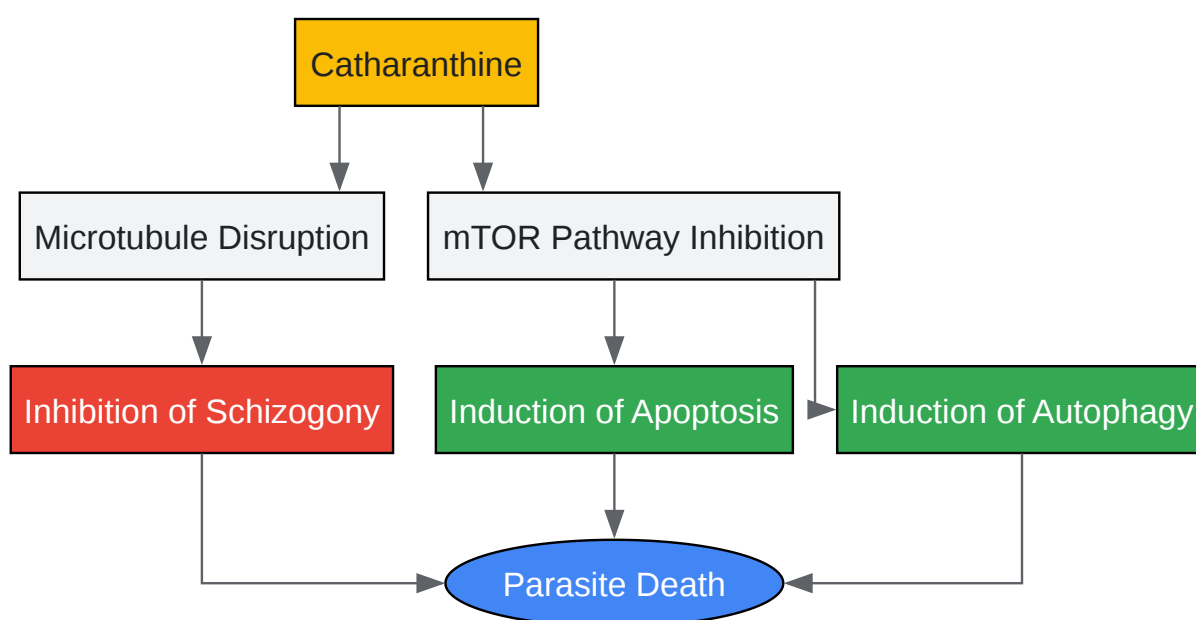 Catharanthine
Microtubule Disruption
mTOR Pathway Inhibition
Inhibition of Schizogony
Induction of Apoptosis
Induction of Autophagy
Parasite Death